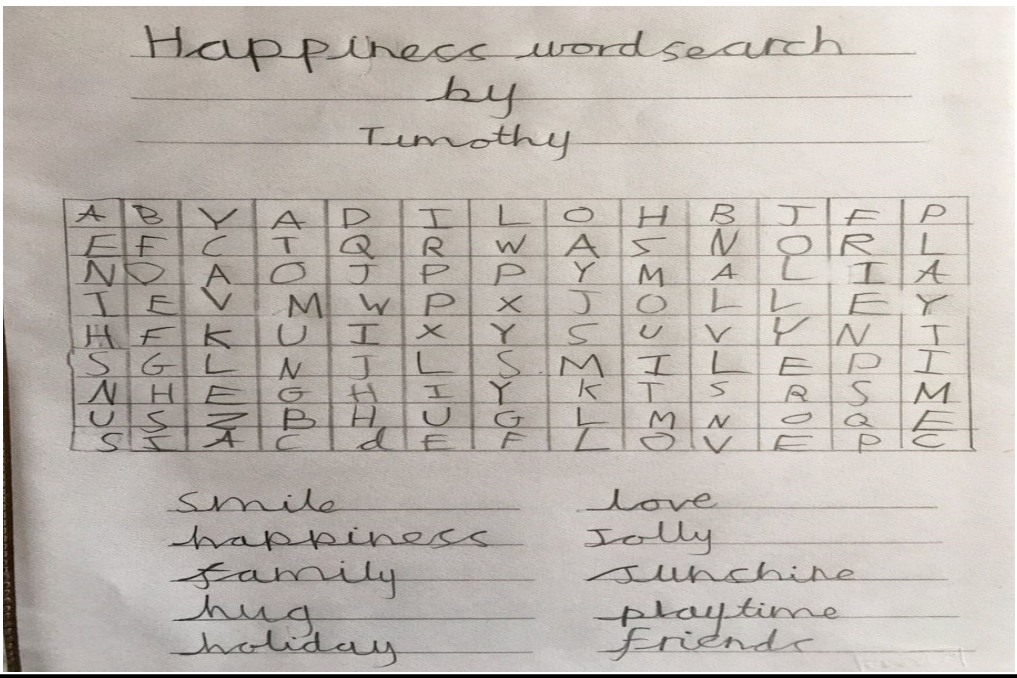 Happiness wordsearch
by
Timothy
A B Y A D I L O H B J F P
E F C T Q R W A S N O R L
N D A O J P P Y M A L I A
I E V M W P X J O L L E Y
H F K U I X Y S U V Y N T
S G L N J L S M I L E D I
N H E G H I Y K T S R S M
U S Z B H U G L M N O Q E
S I A C d E F L O V E P C
smile love
happiness Jolly
family sunshine
hug playtime
holiday friends